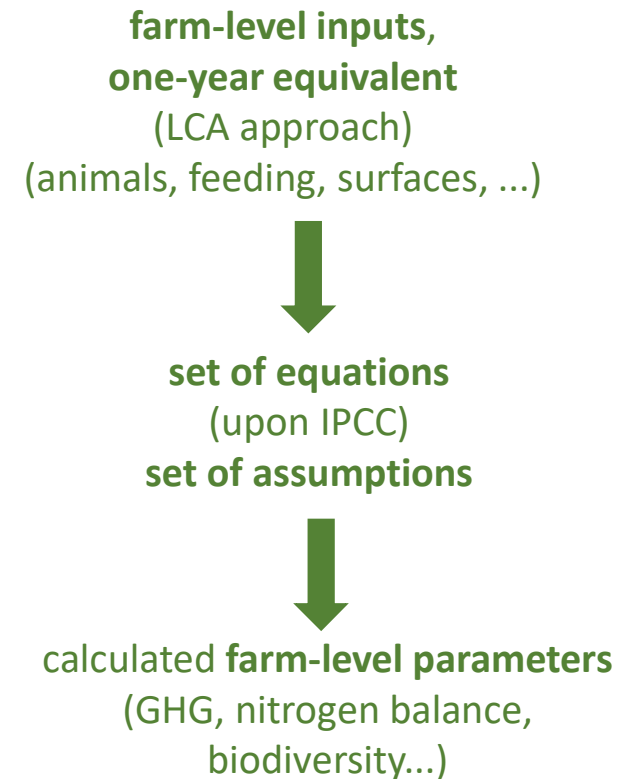 farm-level inputs,
one-year equivalent
(LCA approach)
(animals, feeding, surfaces, ...)
set of equations
(upon IPCC)
set of assumptions
calculated farm-level parameters
(GHG, nitrogen balance,
biodiversity...)